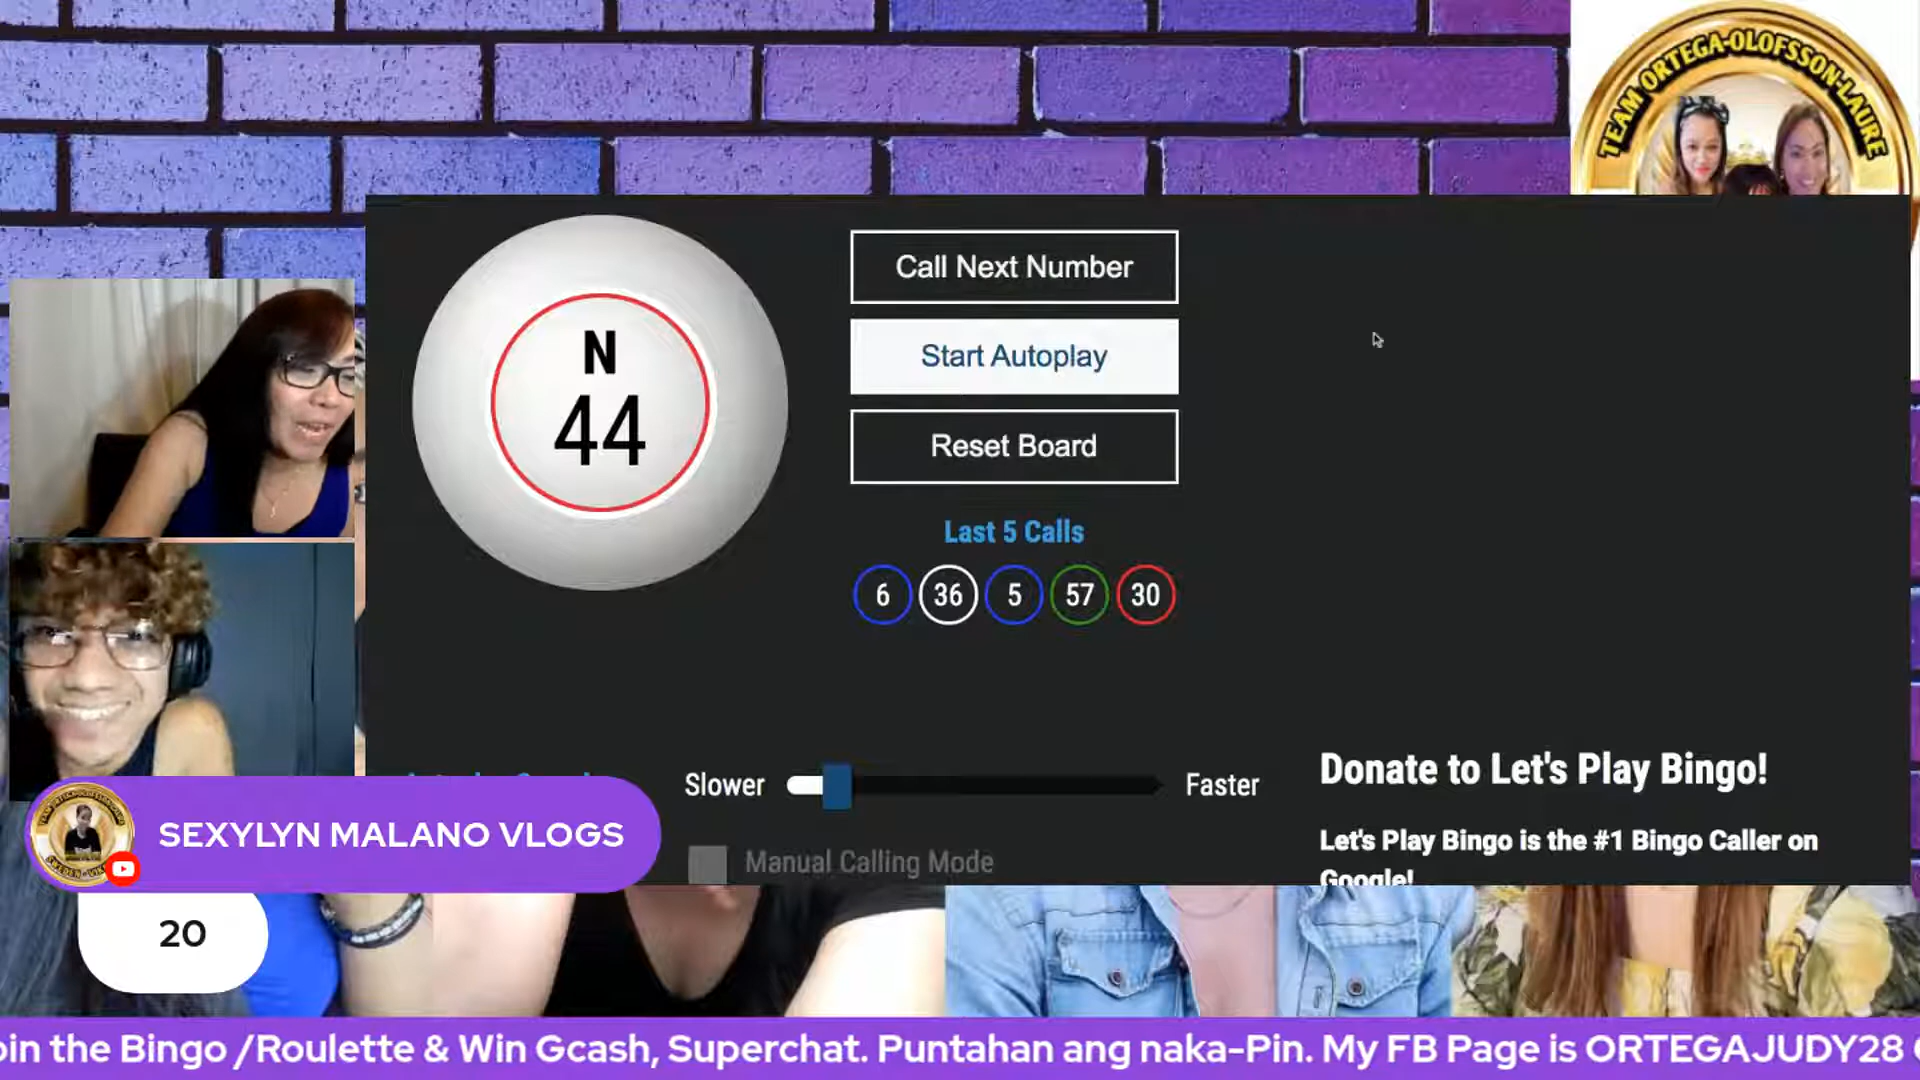 TEAM ORTEGA-OLOFSSON-LAURE
Call Next Number
N
44
Start Autoplay
Reset Board
Last 5 Calls
6 36 5 57 30
Slower
Faster
Donate to Let's Play Bingo!
Let's Play Bingo is the #1 Bingo Caller on
Google!
Manual Calling Mode
SEXYLYN MALANO VLOGS
20
oin the Bingo /Roulette & Win Gcash, Superchat. Puntahan ang naka-Pin. My FB Page is ORTEGAJUDY28